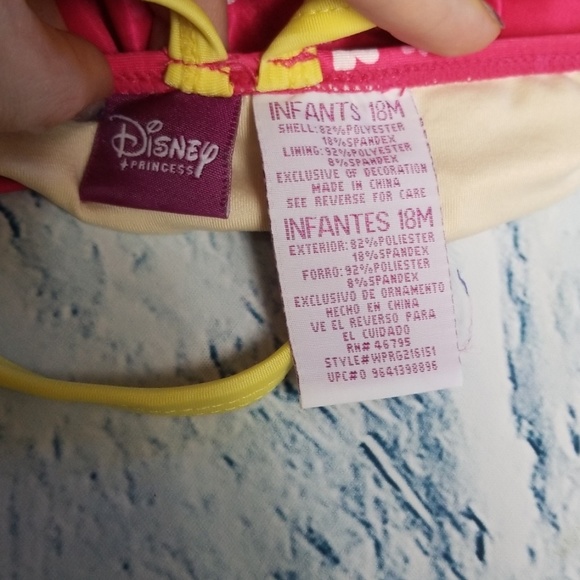 Disney
PRINCESS
INFANTS 18M
SHELL: 82%POLYESTER
18%SPANDEX
LINING: 92%POLYESTER
8%SPANDEX
EXCLUSIVE OF DECORATION
MADE IN CHINA
SEE REVERSE FOR CARE
INFANTES 18M
EXTERIOR: 82%POLIESTER
18%SPANDEX
FORRO: 92%POLIESTER
8%SPANDEX
EXCLUSIVO DE ORNAMENTO
HECHO EN CHINA
VE EL REVERSO PARA
EL CUIDADO
RN# 46795
STYLE#WPRG216151
UPC#0 9641398896